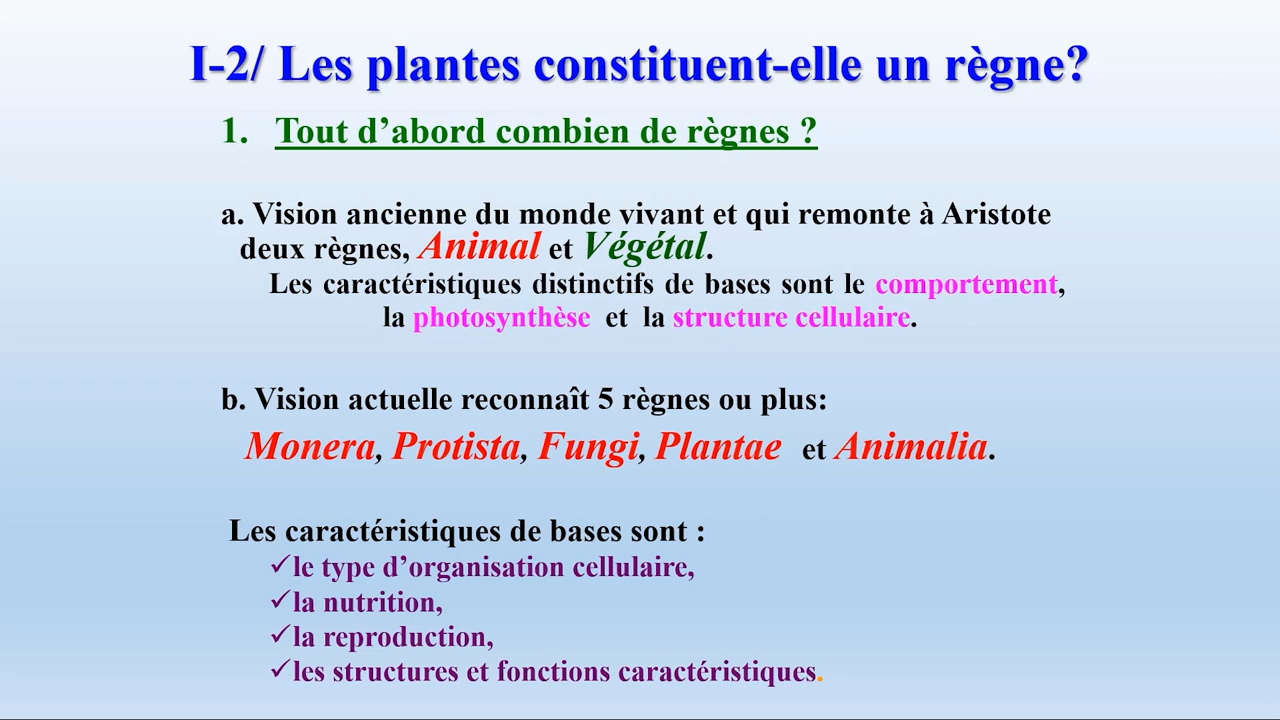 I-2/ Les plantes constituent-elle un règne?
1. Tout d’abord combien de règnes ?
a. Vision ancienne du monde vivant et qui remonte à Aristote
deux règnes, Animal et Végétal.
Les caractéristiques distinctifs de bases sont le comportement,
la photosynthèse et la structure cellulaire.
b. Vision actuelle reconnaît 5 règnes ou plus:
Monera, Protista, Fungi, Plantae et Animalia.
Les caractéristiques de bases sont :
✓le type d’organisation cellulaire,
✓la nutrition,
✓la reproduction,
✓les structures et fonctions caractéristiques.